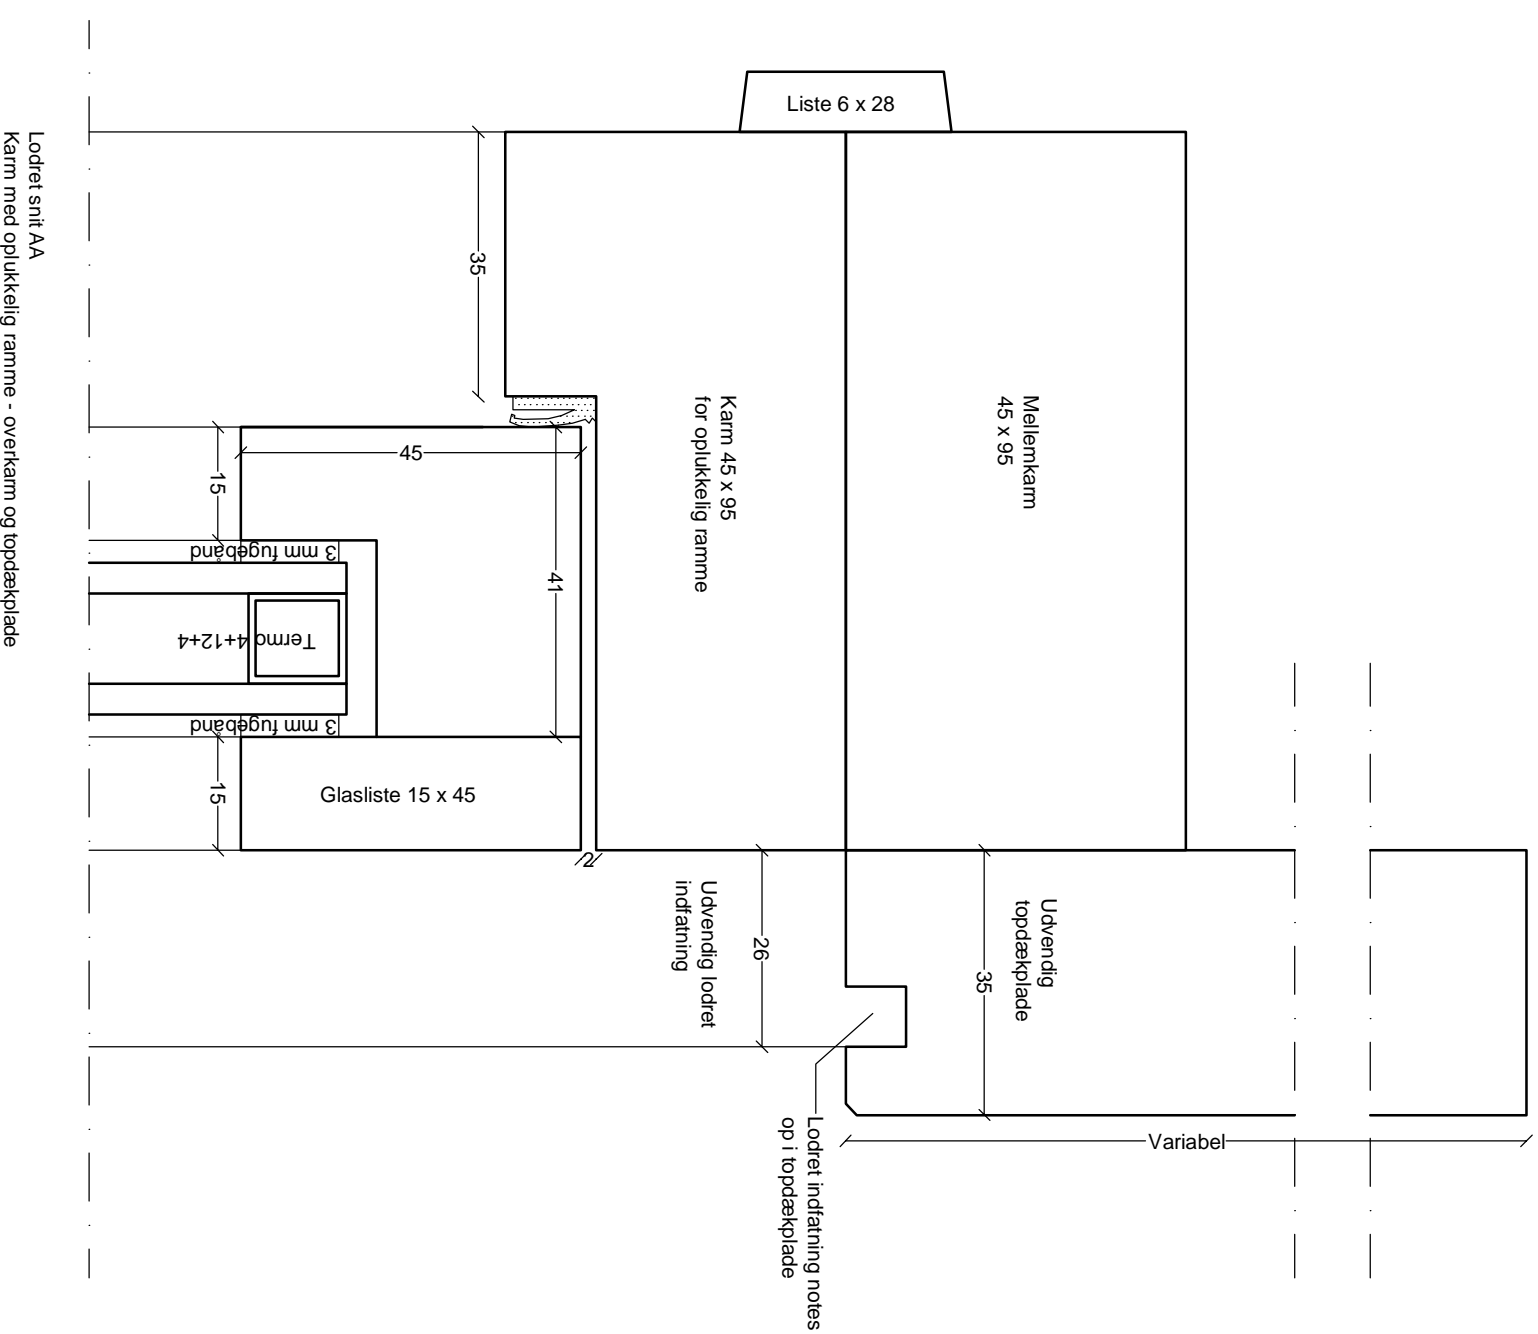 Liste 6 x 28
35
Mellemkarm
45 x 95
Karm 45 x 95
for oplukkelig ramme
45
15
41
3 mm fugebånd
Termo 4+12+4
3 mm fugebånd
15
Glasliste 15 x 45
2
Udvendig lodret
indfatning
26
35
Udvendig
topdækplade
Variabel
Lodret indfatning notes
op i topdækplade
Lodret snit AA
Karm med oplukkelig ramme - overkarm og topdækplade